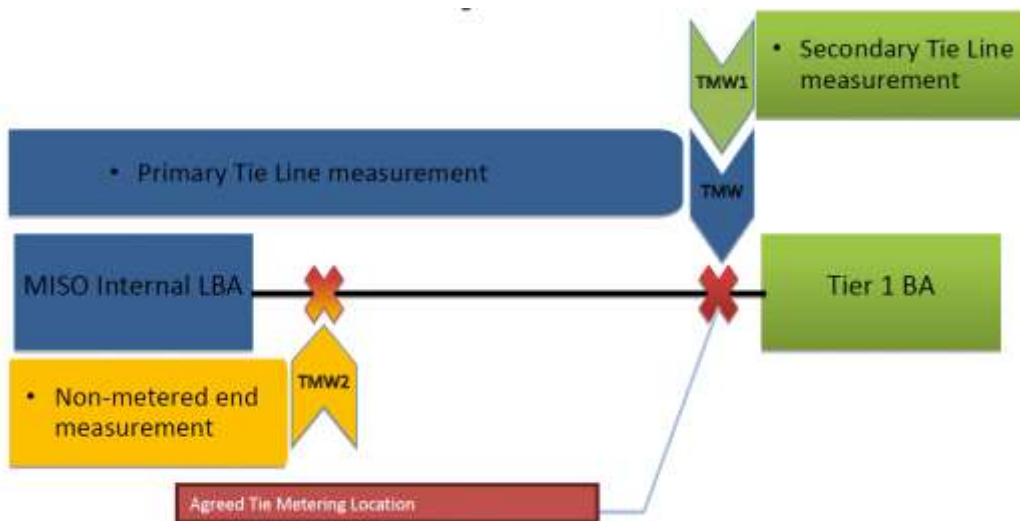 • Secondary Tie Line
measurement
TMW1
• Primary Tie Line measurement
TMW
MISO Internal LBA
Tier 1 BA
TMW2
• Non-metered end
measurement
Agreed Tie Metering Location